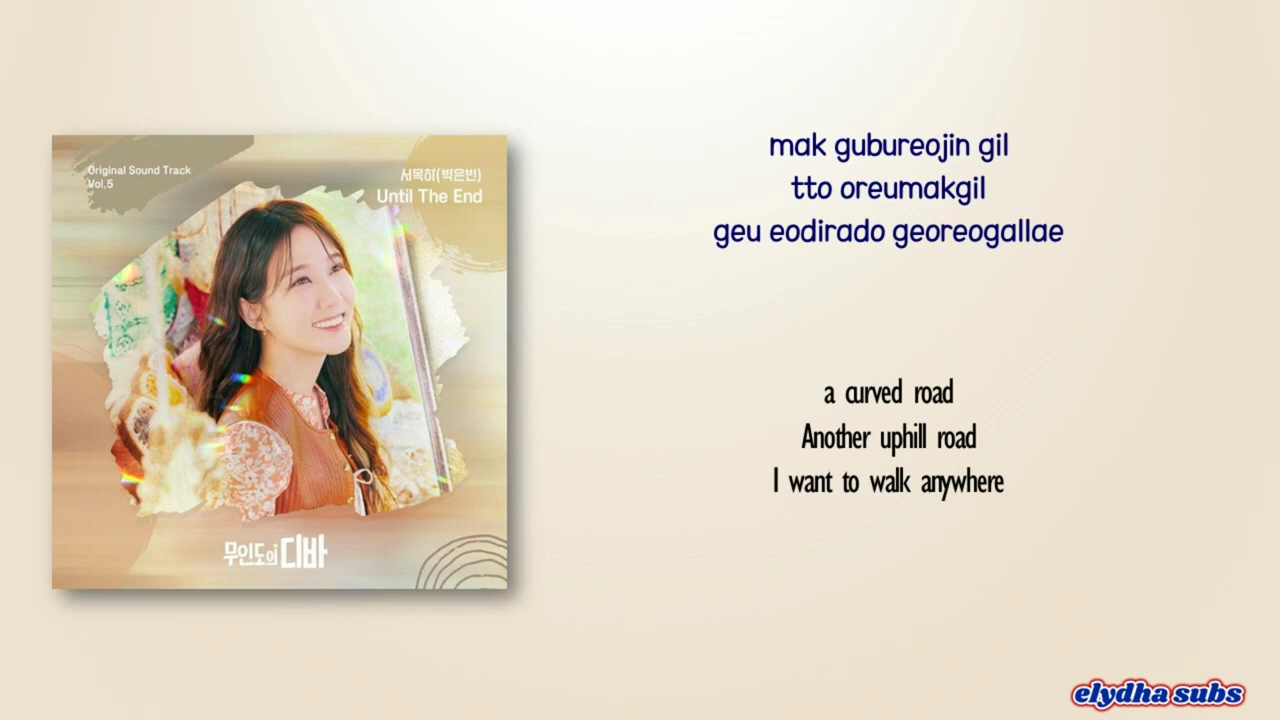 Original Sound Track
Vol.5
서목하(박은빈)
Until The End
무인도의 디바
mak gubureojin gil
tto oreumakgil
geu eodirado georeogallae
a curved road
Another uphill road
I want to walk anywhere
elydha subs